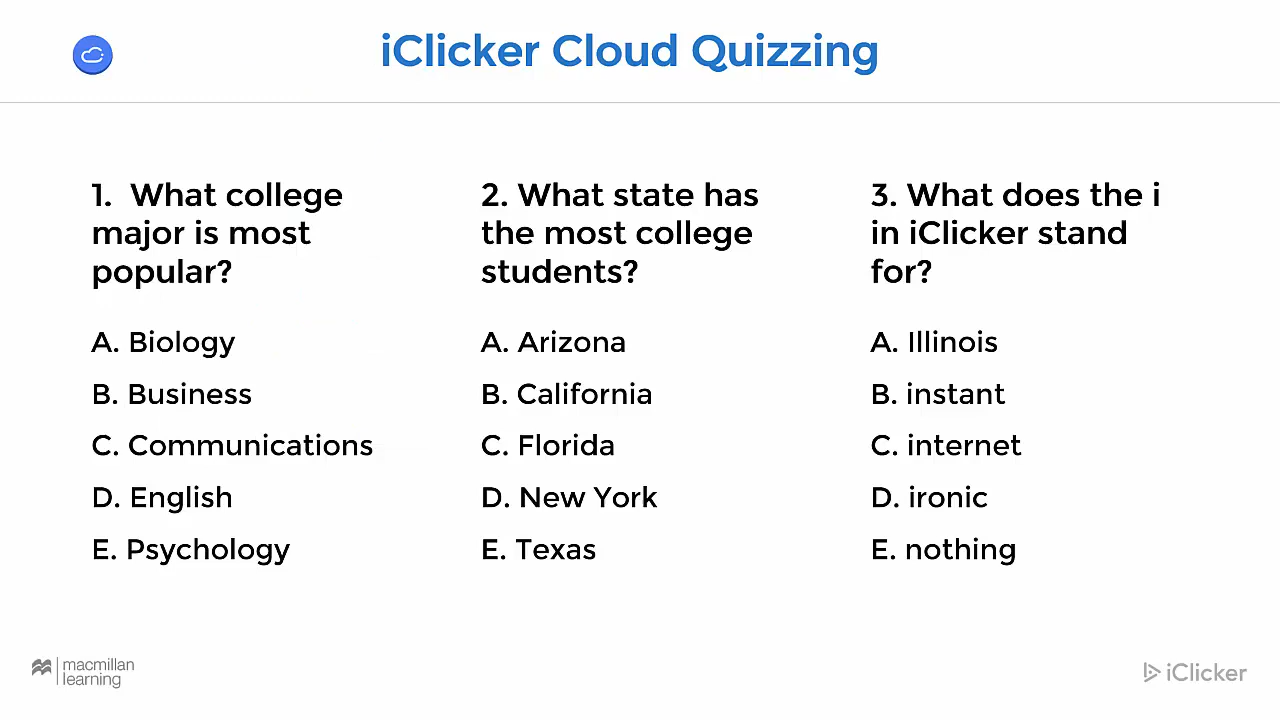 iClicker Cloud Quizzing
1. What college
major is most
popular?
A. Biology
B. Business
C. Communications
D. English
E. Psychology
2. What state has
the most college
students?
A. Arizona
B. California
C. Florida
D. New York
E. Texas
3. What does the i
in iClicker stand
for?
A. Illinois
B. instant
C. internet
D. ironic
E. nothing
macmillan
learning
iClicker